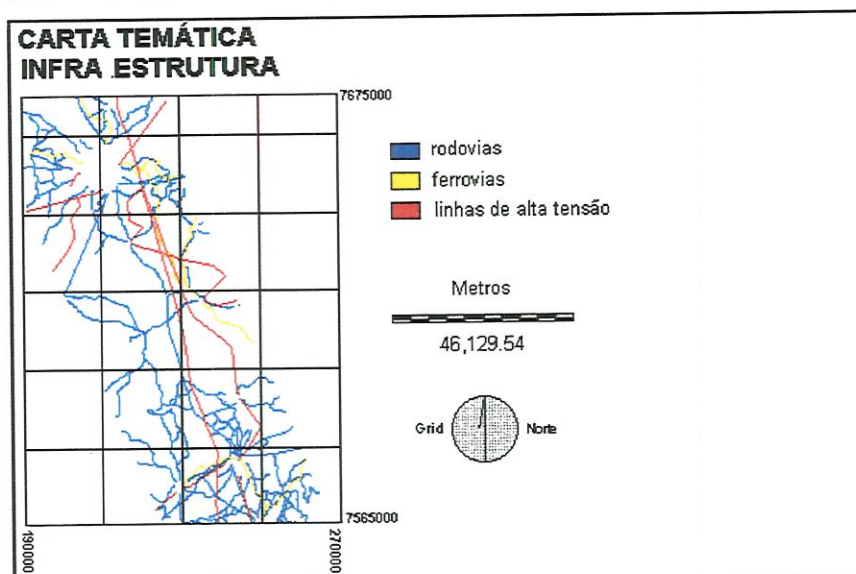 CARTA TEMÁTICA
INFRA .ESTRUTURA
7675000
rodovias
ferrovias
linhas de alta tensão
Metros
46,129.54
Grid Norte
7565000
190000 270000